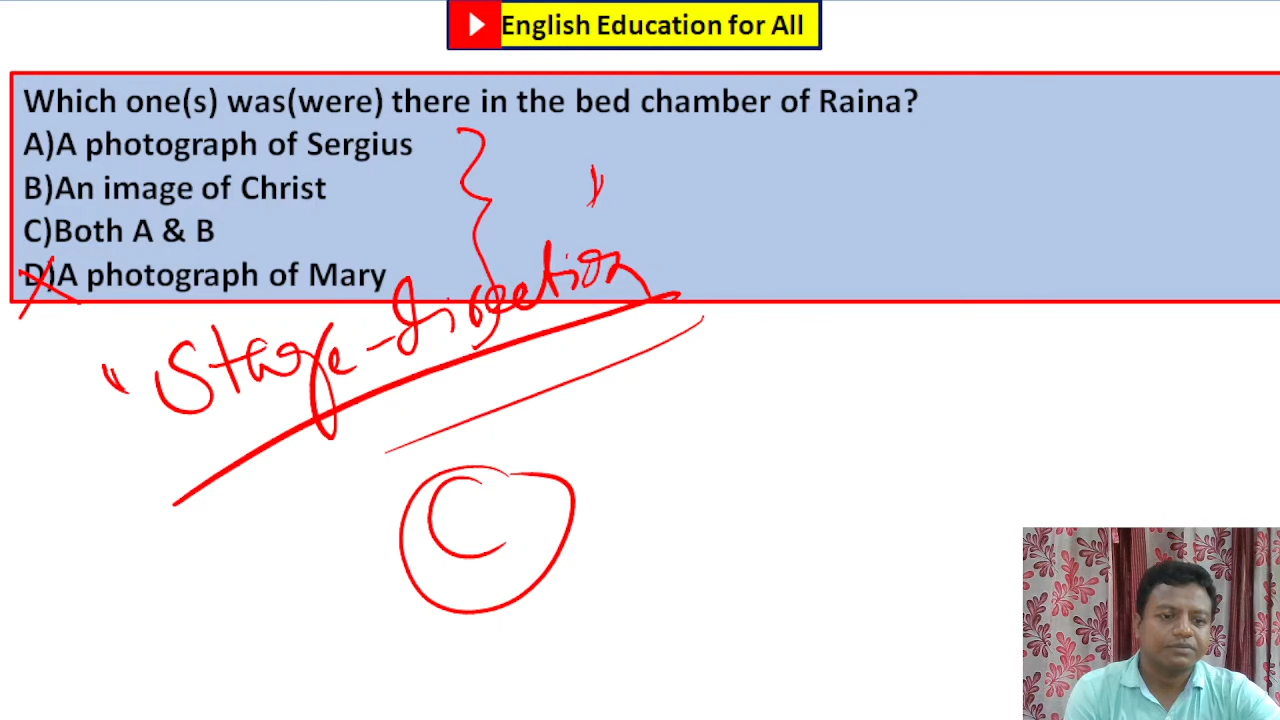 English Education for All
Which one(s) was(were) there in the bed chamber of Raina?
A)A photograph of Sergius
B)An image of Christ
C)Both A & B
D)A photograph of Mary
"Stage-direction"
C